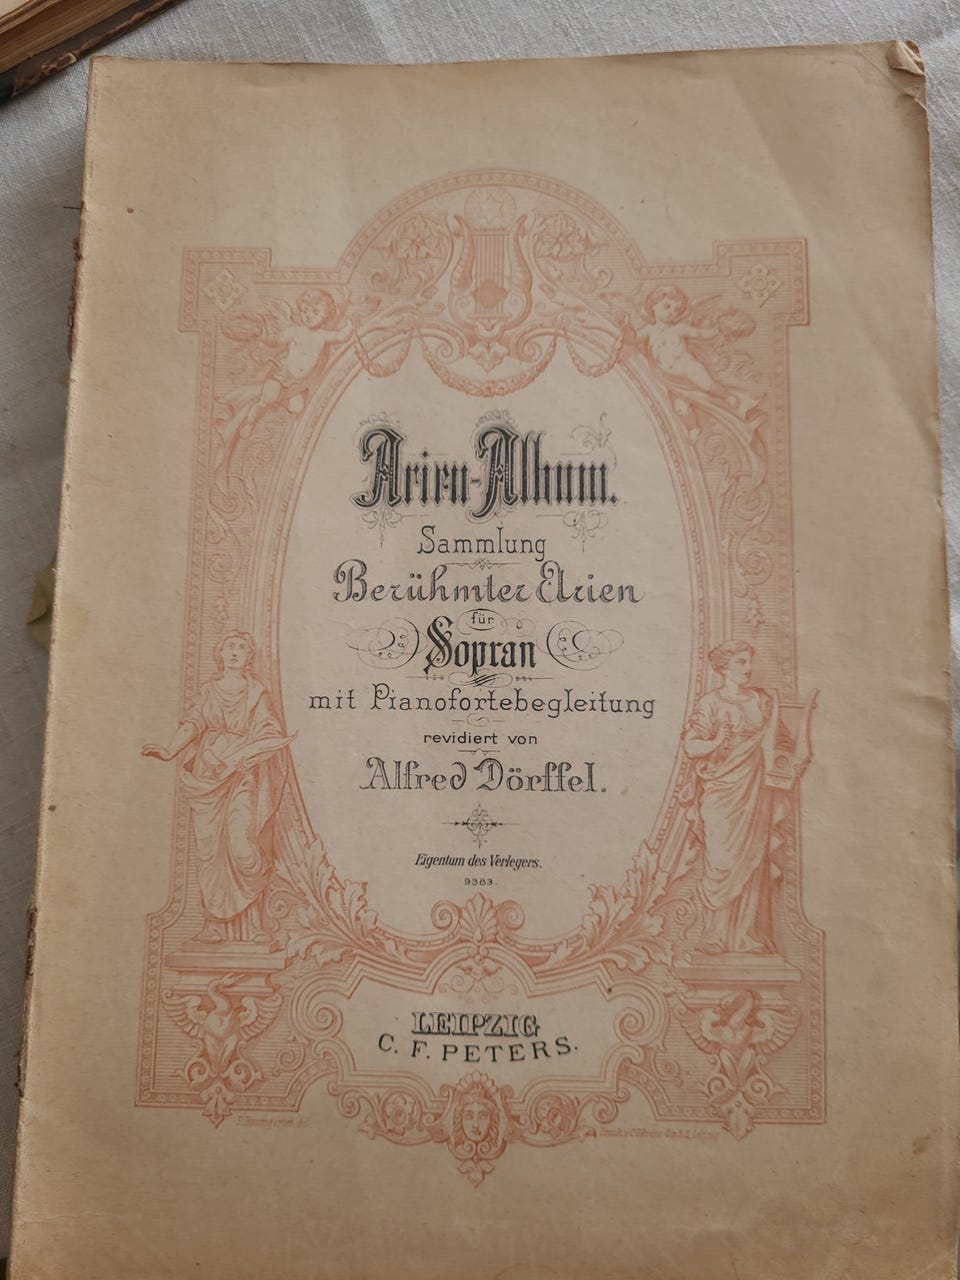 Arien-Album.
Sammlung
Berühmter Arien
für
Sopran
mit Pianofortebegleitung
revidiert von
Alfred Dörffel.
Eigentum des Verlegers.
9383.
LEIPZIG
C. F. PETERS.